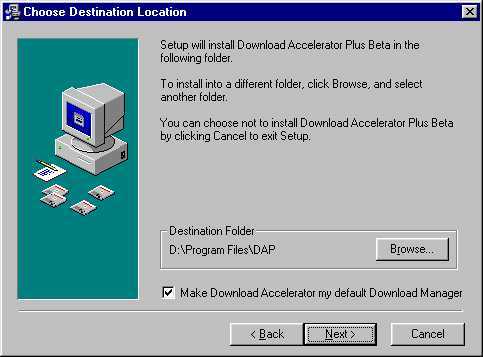 Choose Destination Location
Setup will install Download Accelerator Plus Beta in the
following folder.
To install into a different folder, click Browse, and select
another folder.
You can choose not to install Download Accelerator Plus Beta
by clicking Cancel to exit Setup.
Destination Folder
D:\Program Files\DAP
Browse...
Make Download Accelerator my default Download Manager
< Back
Next >
Cancel